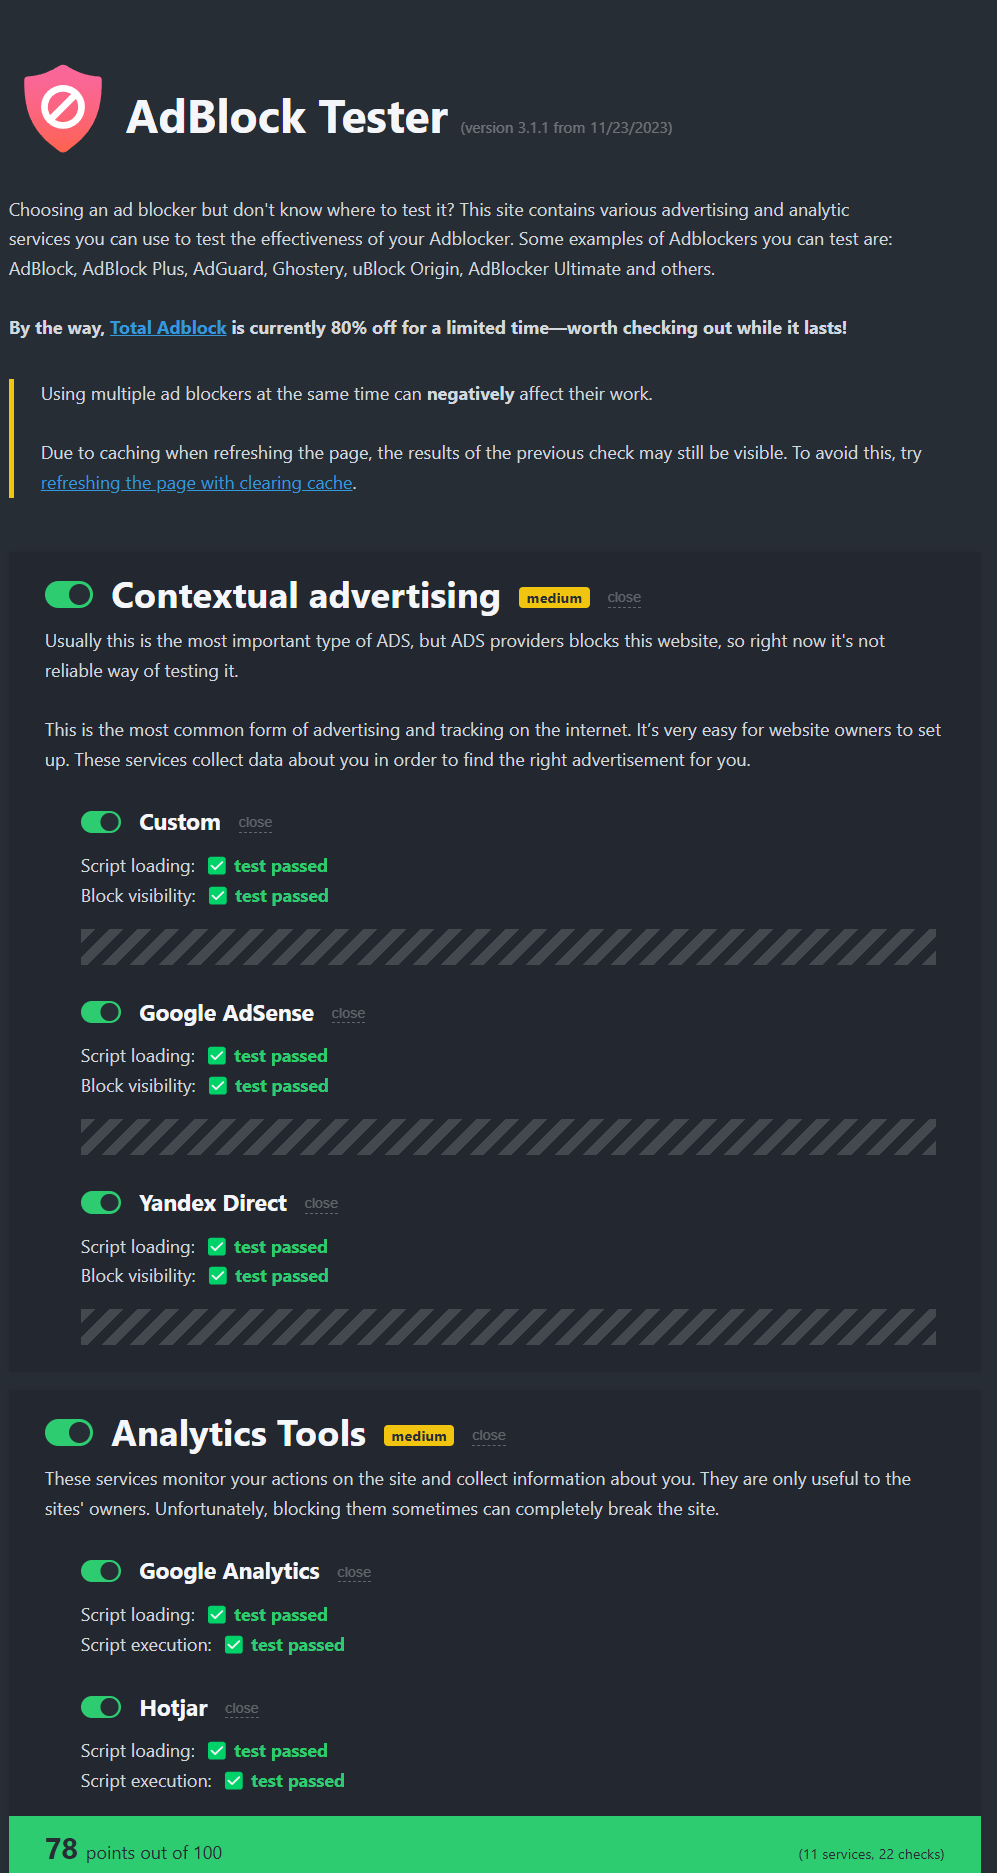 AdBlock Tester (version 3.1.1 from 11/23/2023)
Choosing an ad blocker but don't know where to test it? This site contains various advertising and analytic
services you can use to test the effectiveness of your Adblocker. Some examples of Adblockers you can test are:
AdBlock, AdBlock Plus, AdGuard, Ghostery, uBlock Origin, AdBlocker Ultimate and others.
By the way, Total Adblock is currently 80% off for a limited time—worth checking out while it lasts!
Using multiple ad blockers at the same time can negatively affect their work.
Due to caching when refreshing the page, the results of the previous check may still be visible. To avoid this, try
refreshing the page with clearing cache.
Contextual advertising medium close
Usually this is the most important type of ADS, but ADS providers blocks this website, so right now it's not
reliable way of testing it.
This is the most common form of advertising and tracking on the internet. It’s very easy for website owners to set
up. These services collect data about you in order to find the right advertisement for you.
Custom close
Script loading: test passed
Block visibility: test passed
Google AdSense close
Script loading: test passed
Block visibility: test passed
Yandex Direct close
Script loading: test passed
Block visibility: test passed
Analytics Tools medium close
These services monitor your actions on the site and collect information about you. They are only useful to the
sites' owners. Unfortunately, blocking them sometimes can completely break the site.
Google Analytics close
Script loading: test passed
Script execution: test passed
Hotjar close
Script loading: test passed
Script execution: test passed
78 points out of 100 (11 services, 22 checks)